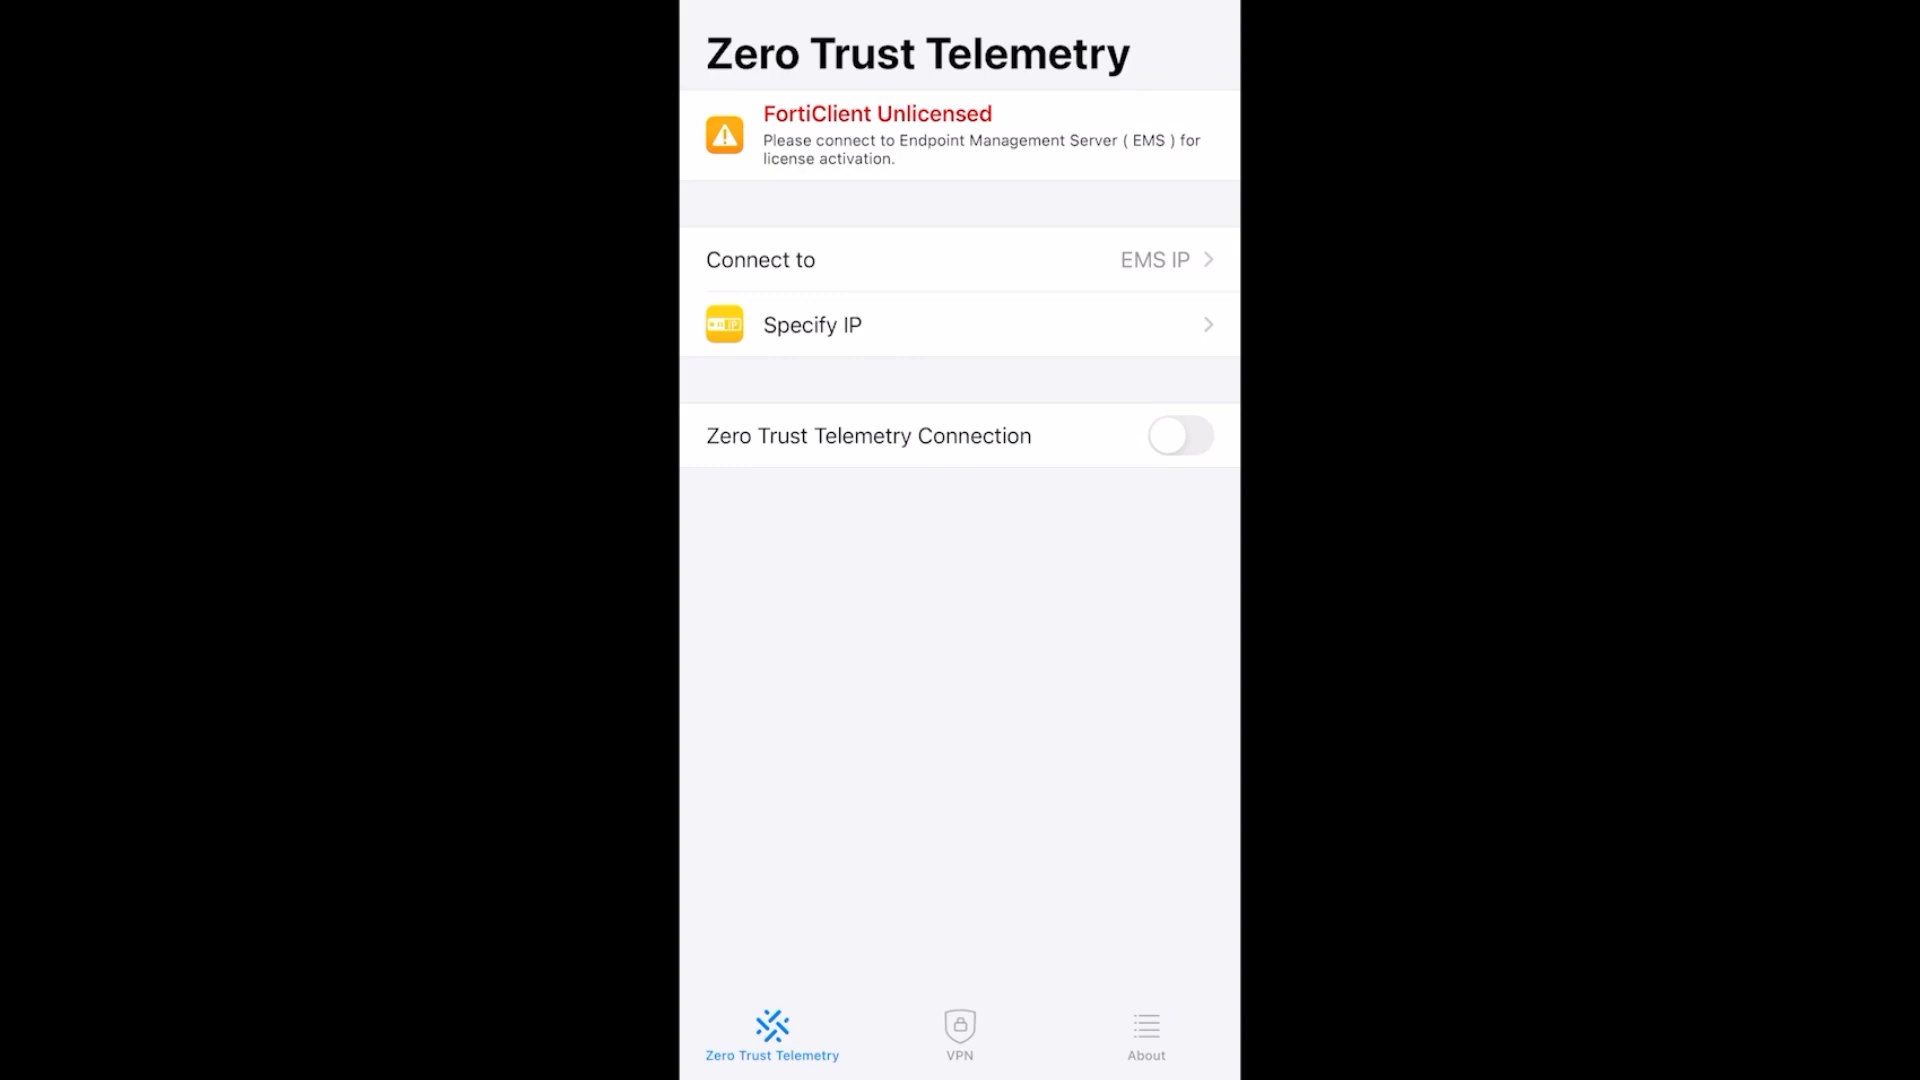 Zero Trust Telemetry
FortiClient Unlicensed
Please connect to Endpoint Management Server ( EMS ) for
license activation.
Connect to EMS IP
Specify IP
Zero Trust Telemetry Connection
Zero Trust Telemetry VPN About